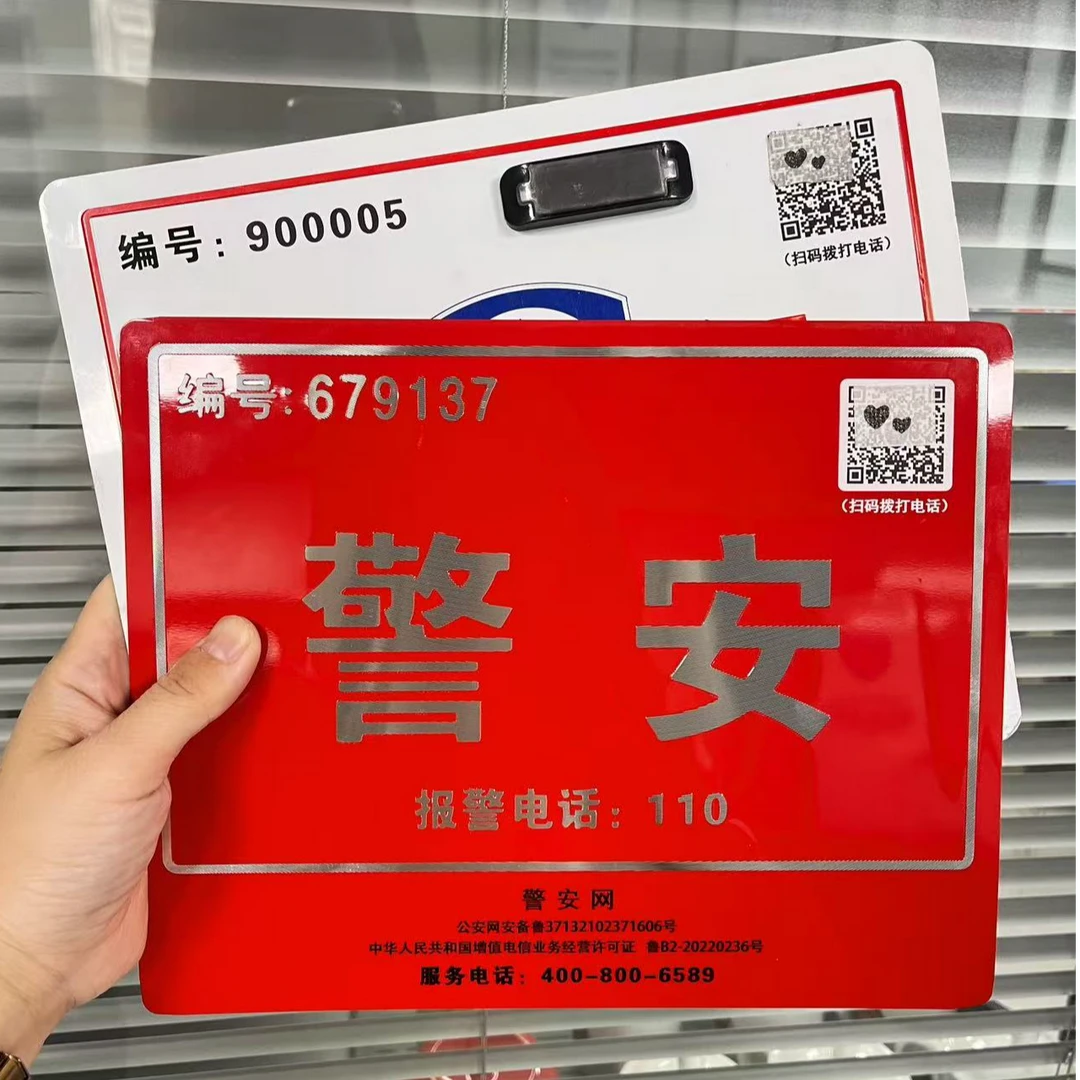 编号: 900005
(扫码拨打电话)
编号:679137
(扫码拨打电话)
警安
报警电话: 110
警安网
公安网安备鲁37132102371606号
中华人民共和国增值电信业务经营许可证 鲁B2-20220236号
服务电话: 400-800-6589